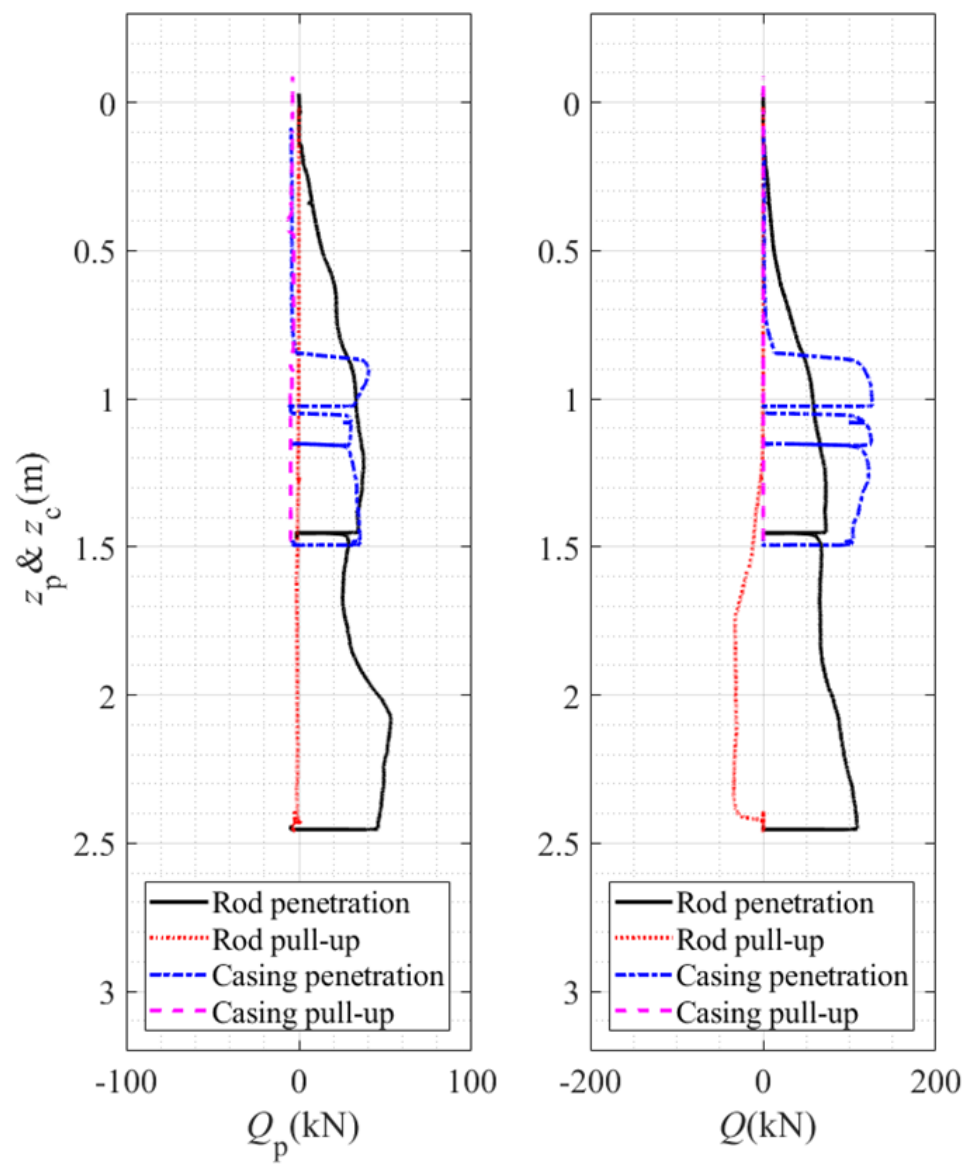 0
0.5
1
1.5
2
2.5
3
z_p & z_c (m)
-100 0 100
Q_p(kN)
Rod penetration
Rod pull-up
Casing penetration
Casing pull-up
0
0.5
1
1.5
2
2.5
3
-200 0 200
Q(kN)
Rod penetration
Rod pull-up
Casing penetration
Casing pull-up